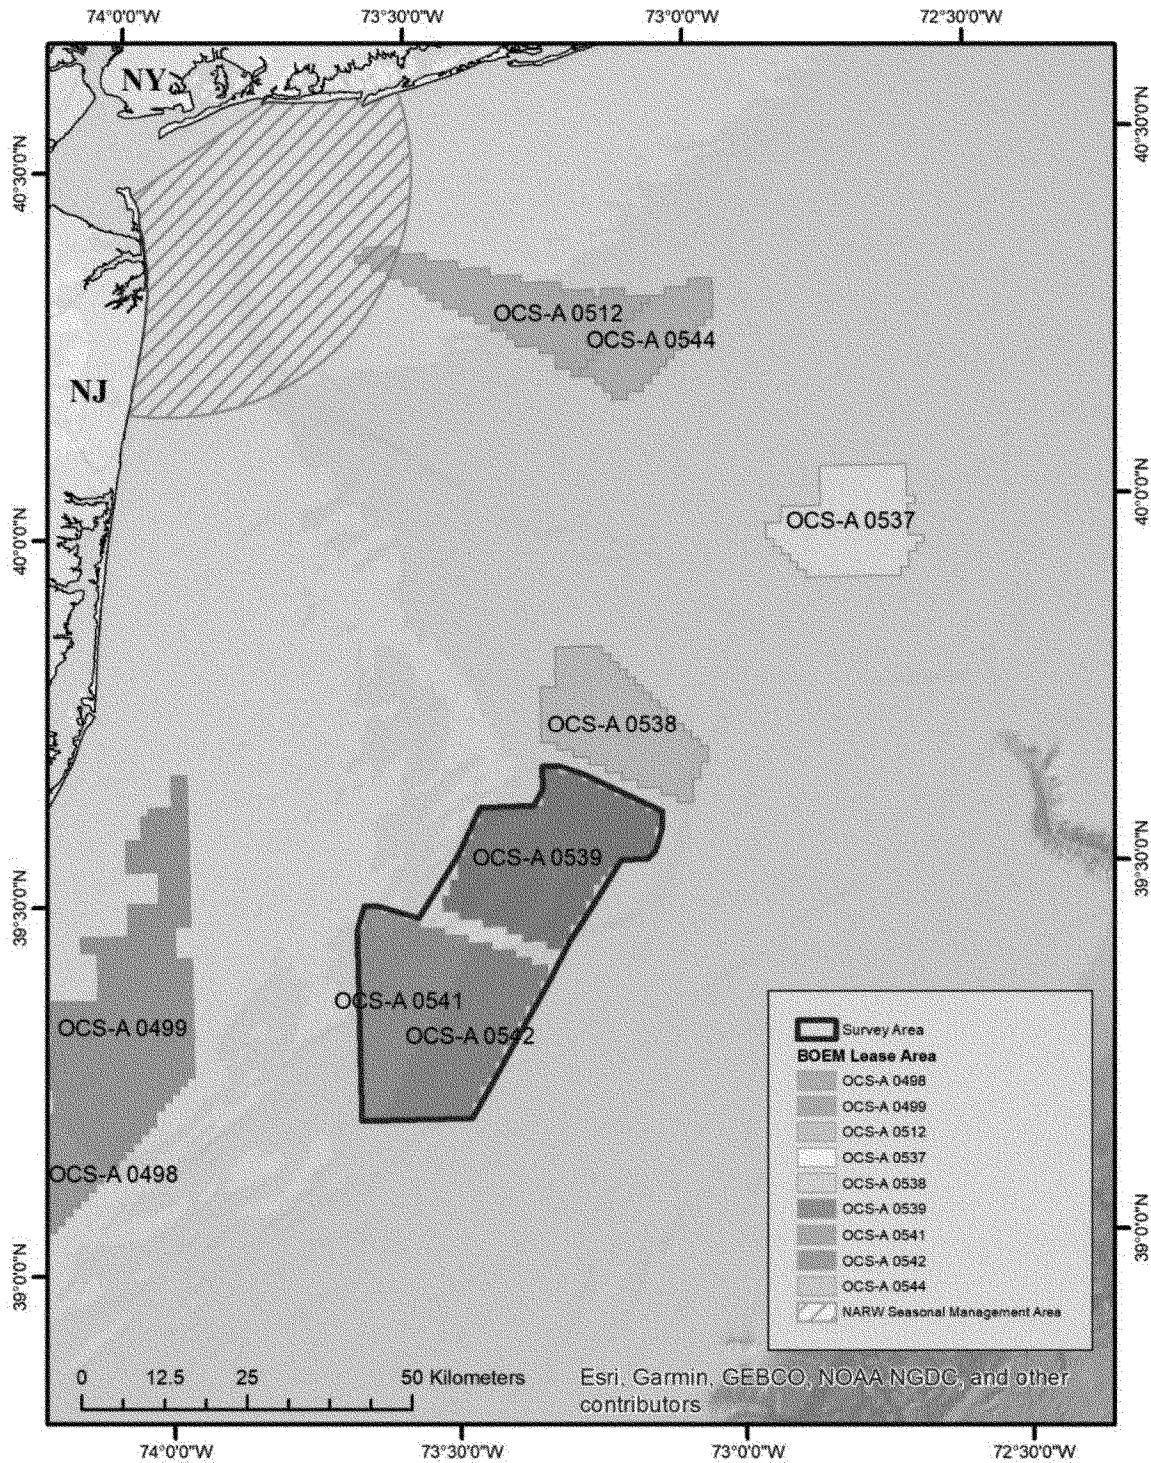 74°0'0"W 73°30'0"W 73°0'0"W 72°30'0"W
NY
40°30'0"N
40°30'0"N
OCS-A 0512
OCS-A 0544
NJ
40°0'0"N
OCS-A 0537
40°0'0"N
OCS-A 0538
39°30'0"N
OCS-A 0539
39°30'0"N
OCS-A 0541
OCS-A 0499
OCS-A 0542
OCS-A 0498
39°0'0"N
39°0'0"N
Survey Area
BOEM Lease Area
OCS-A 0498
OCS-A 0499
OCS-A 0512
OCS-A 0537
OCS-A 0538
OCS-A 0539
OCS-A 0541
OCS-A 0542
OCS-A 0544
NARW Seasonal Management Area
0 12.5 25 50 Kilometers
Esri, Garmin, GEBCO, NOAA NGDC, and other
contributors
74°0'0"W 73°30'0"W 73°0'0"W 72°30'0"W